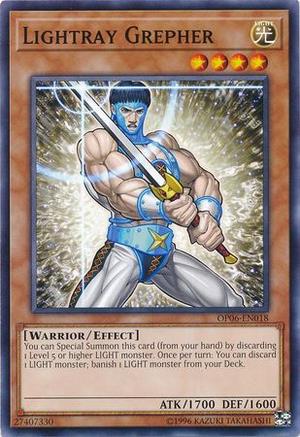 LIGHTRAY GREPHER
LIGHT
光
OP06-EN018
[WARRIOR/EFFECT]
You can Special Summon this card (from your hand) by discarding
1 Level 5 or higher LIGHT monster. Once per turn: You can discard
1 LIGHT monster; banish 1 LIGHT monster from your Deck.
ATK/1700 DEF/1600
27407330
©1996 KAZUKI TAKAHASHI